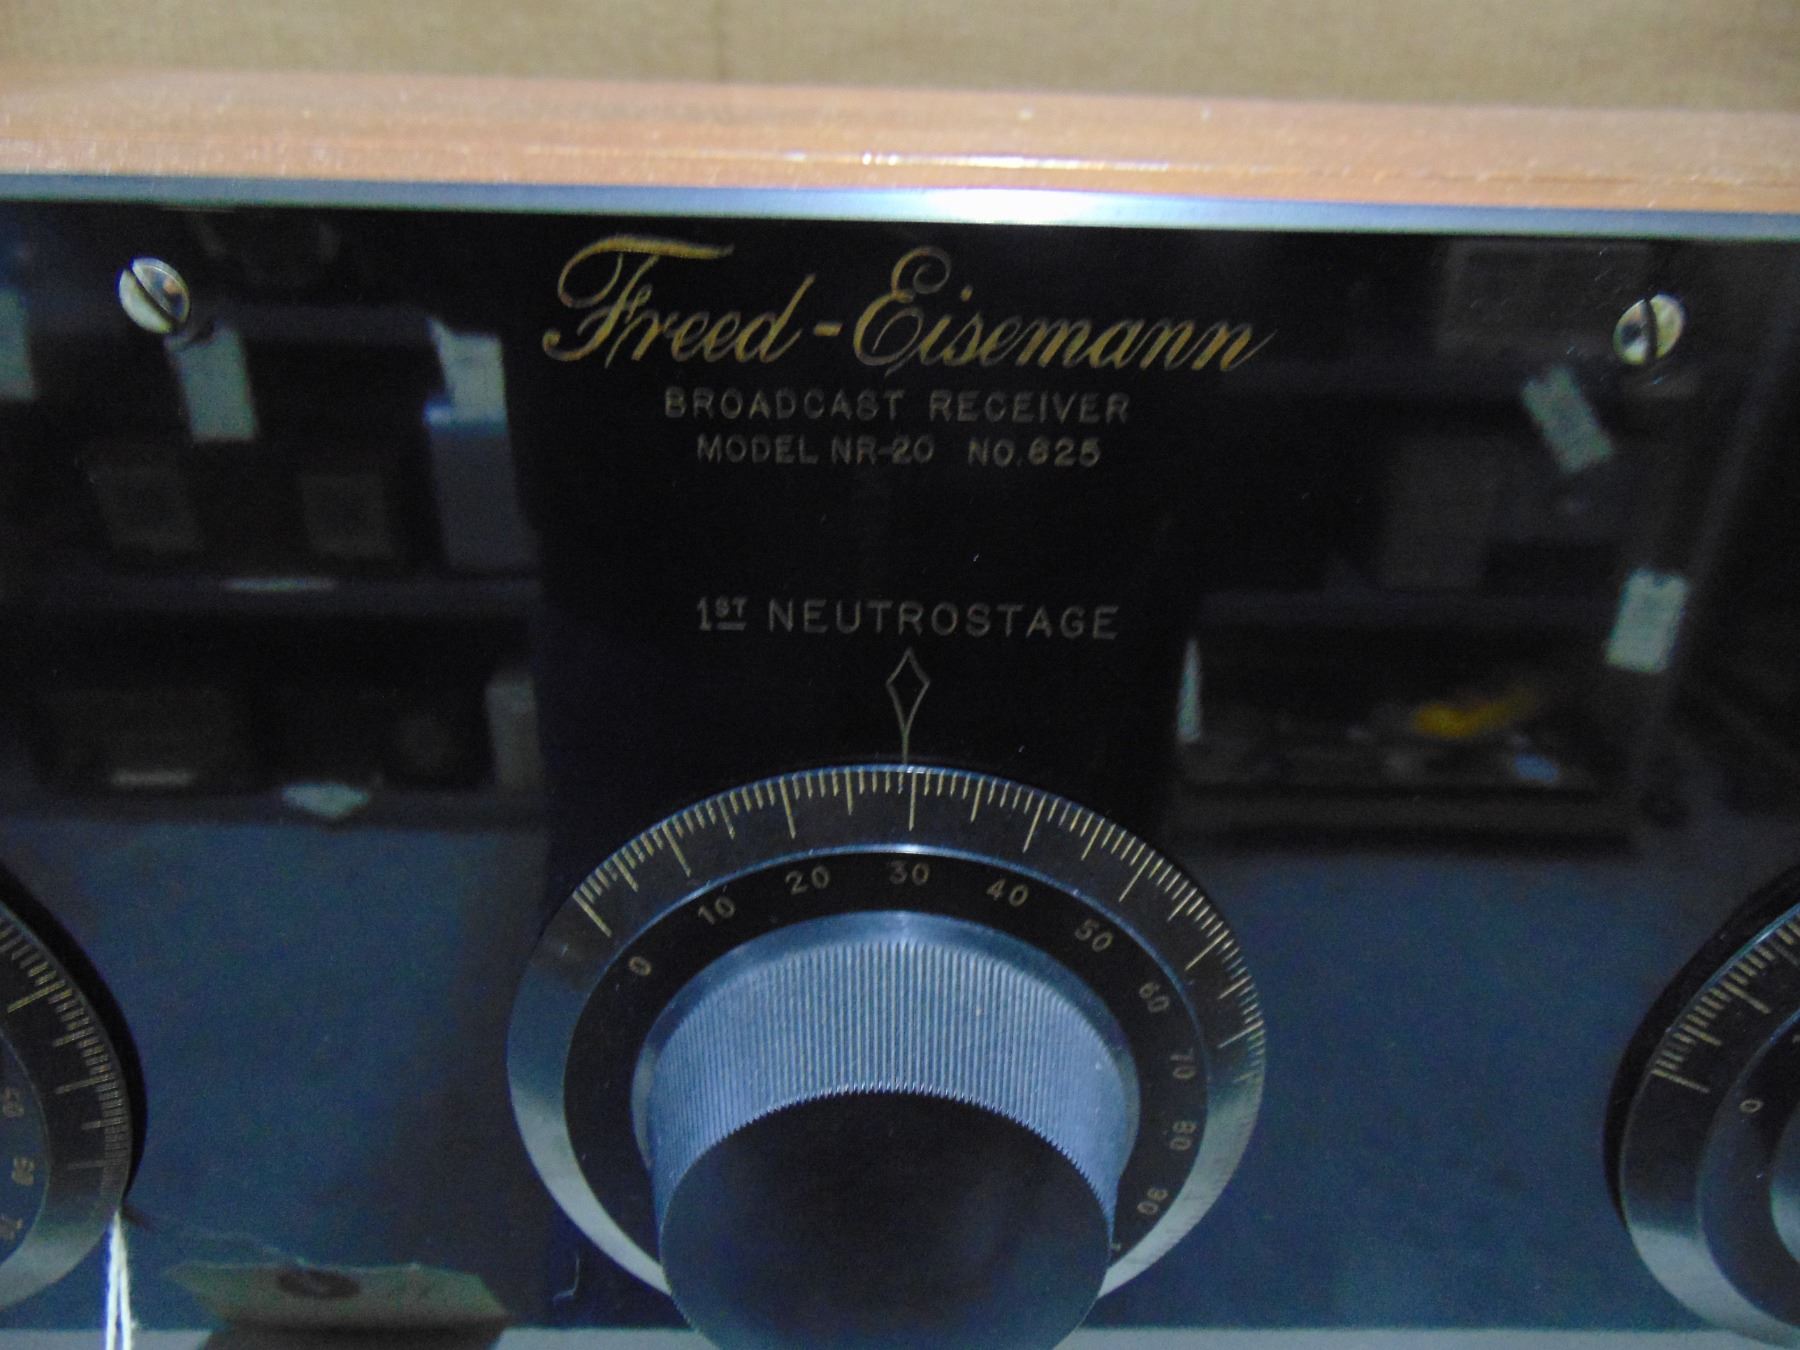 Freed-Eisemann
BROADCAST RECEIVER
MODEL NR-20 NO. 625
1ST NEUTROSTAGE
0 10 20 30 40 50 60 70 80 90
0